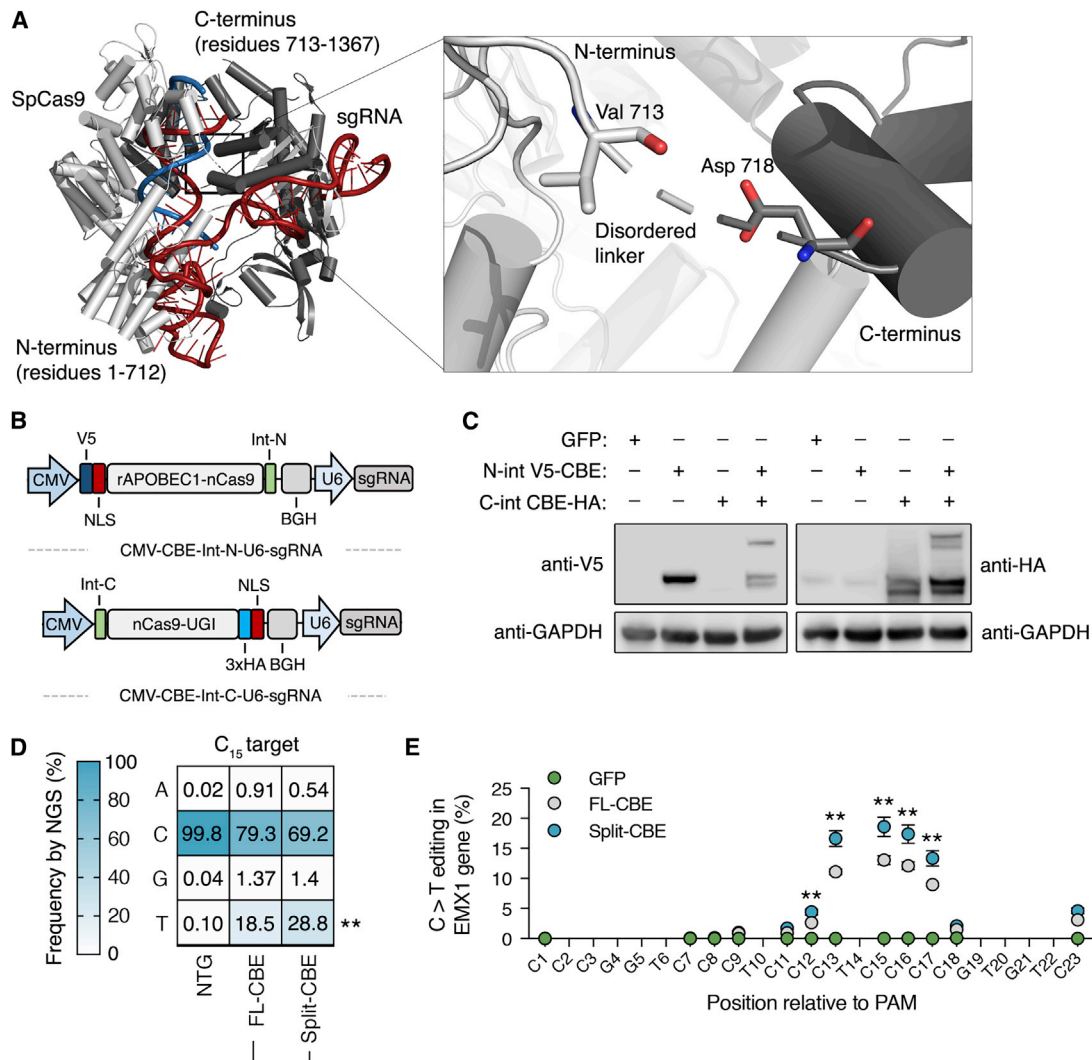 A
C-terminus
(residues 713-1367)
SpCas9
sgRNA
N-terminus
(residues 1-712)
N-terminus
Val 713
Asp 718
Disordered
linker
C-terminus
B
V5
Int-N
CMV
rAPOBEC1-nCas9
U6
sgRNA
NLS
BGH
CMV-CBE-Int-N-U6-sgRNA
Int-C
NLS
CMV
nCas9-UGI
U6
sgRNA
3xHA
BGH
CMV-CBE-Int-C-U6-sgRNA
C
GFP: + – – – + – – –
N-int V5-CBE: – + – + – + – +
C-int CBE-HA: – – + + – – + +
anti-V5
anti-HA
anti-GAPDH
anti-GAPDH
D
C15 target
Frequency by NGS (%)
100
80
60
40
20
0
A 0.02 0.91 0.54
C 99.8 79.3 69.2
G 0.04 1.37 1.4
T 0.10 18.5 28.8 **
NTG
FL-CBE
Split-CBE
E
GFP
FL-CBE
Split-CBE
C > T editing in
EMX1 gene (%)
30
25
20
15
10
5
0
** ** ** ** **
C1 C2 C3 G4 G5 T6 C7 C8 C9 T10 C11 C12 C13 T14 C15 C16 C17 C18 G19 T20 G21 T22 C23
Position relative to PAM